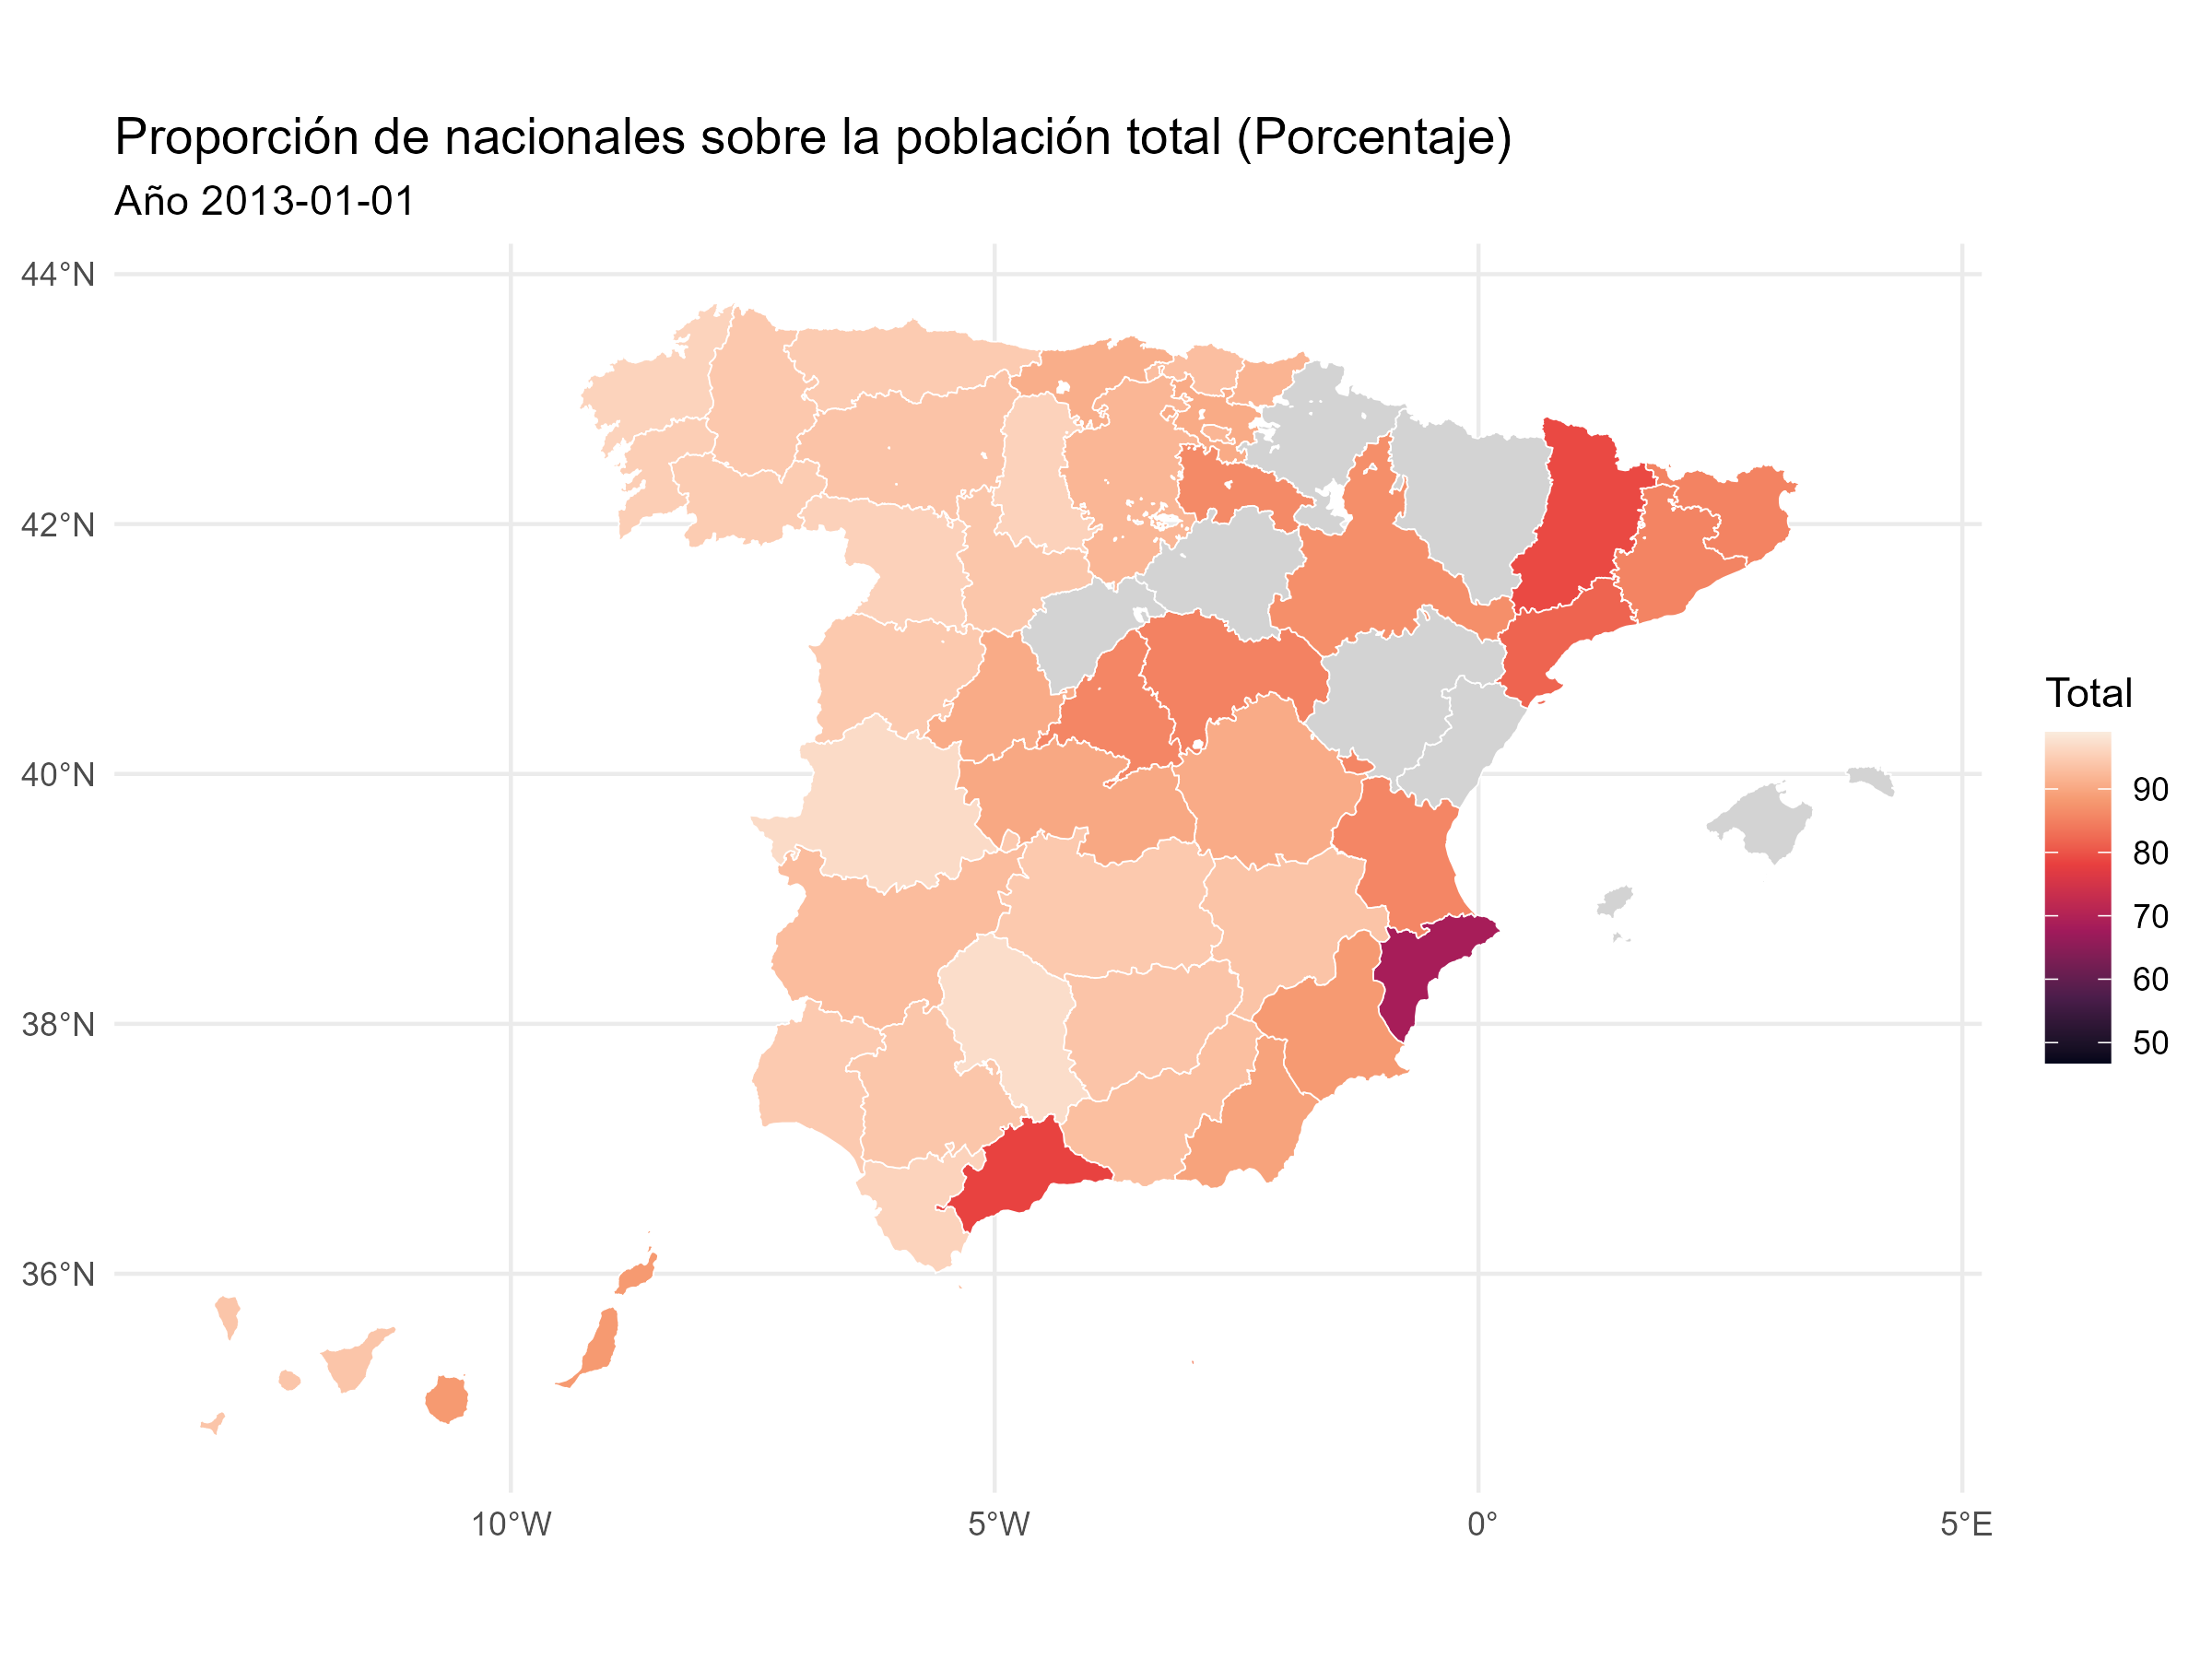 Proporción de nacionales sobre la población total (Porcentaje)
Año 2013-01-01
44°N
42°N
40°N
38°N
36°N
10°W
5°W
0°
5°E
Total
90
80
70
60
50